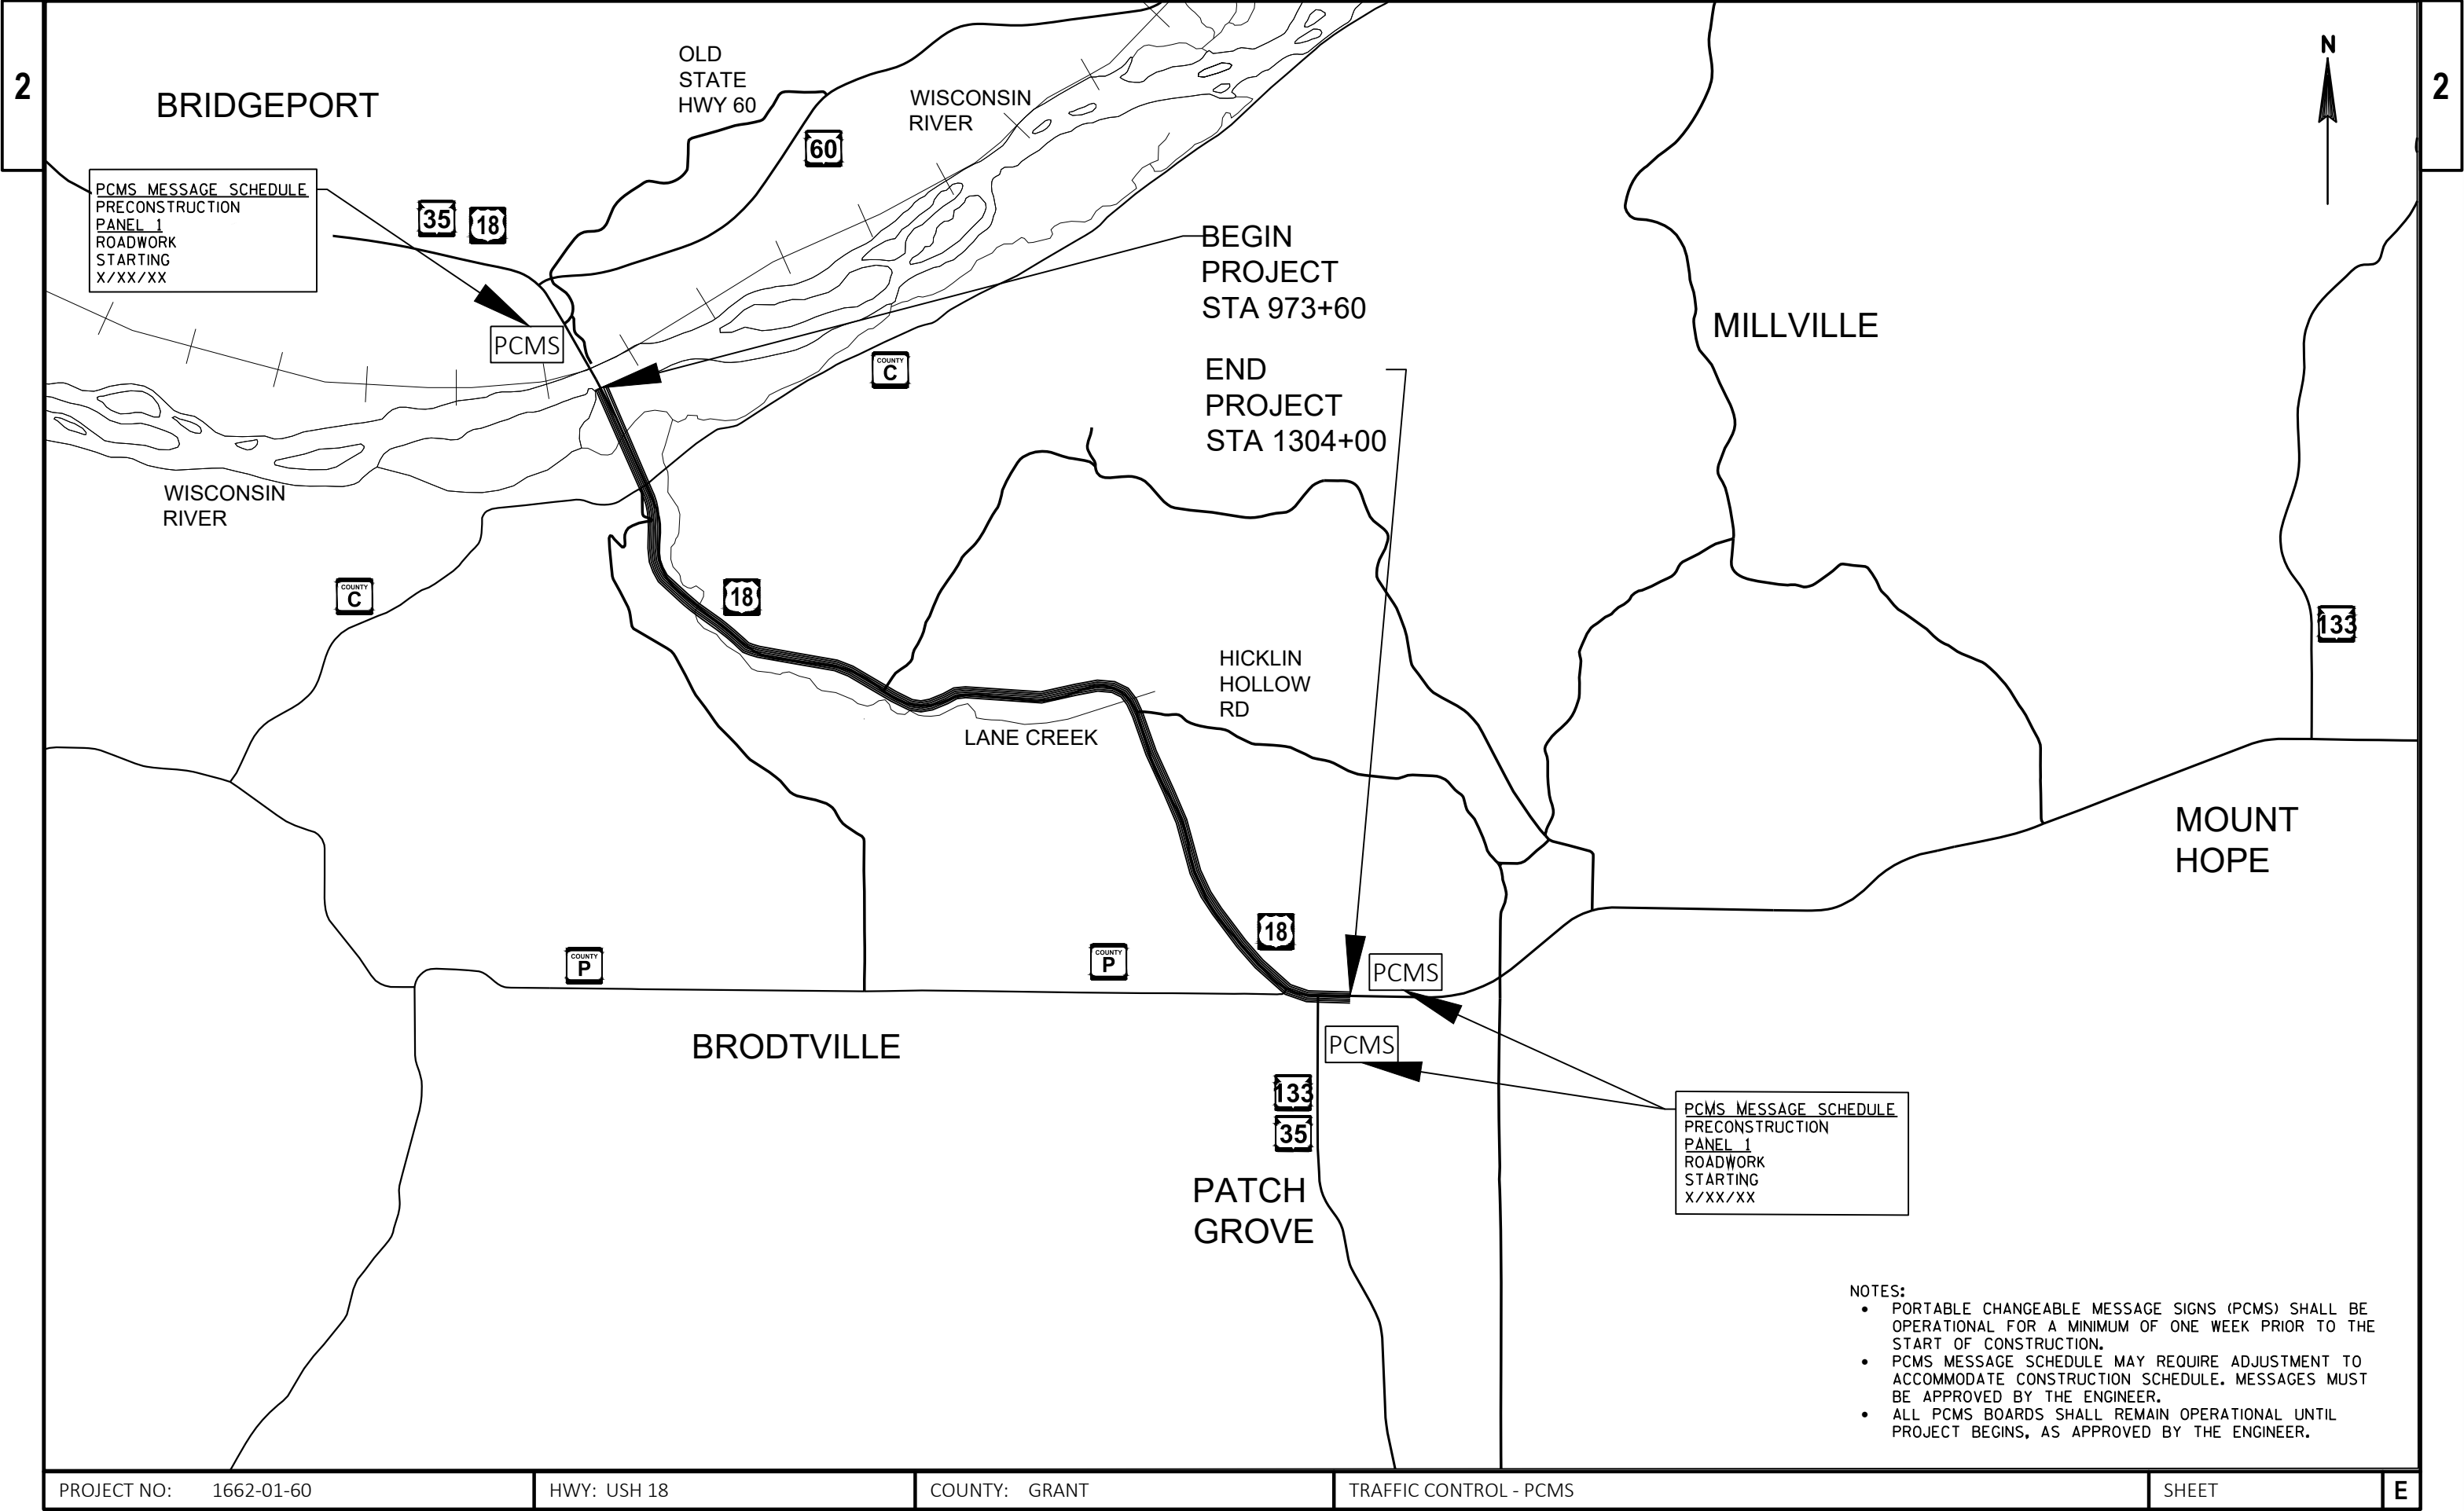 2
2
N
BRIDGEPORT
OLD
STATE
HWY 60
60
WISCONSIN
RIVER
PCMS MESSAGE SCHEDULE
PRECONSTRUCTION
PANEL 1
ROADWORK
STARTING
X/XX/XX
35
18
PCMS
BEGIN
PROJECT
STA 973+60
MILLVILLE
COUNTY
C
END
PROJECT
STA 1304+00
WISCONSIN
RIVER
COUNTY
C
18
133
HICKLIN
HOLLOW
RD
LANE CREEK
MOUNT
HOPE
18
COUNTY
P
COUNTY
P
PCMS
BRODTVILLE
PCMS
133
35
PCMS MESSAGE SCHEDULE
PRECONSTRUCTION
PANEL 1
ROADWORK
STARTING
X/XX/XX
PATCH
GROVE
NOTES:
• PORTABLE CHANGEABLE MESSAGE SIGNS (PCMS) SHALL BE
OPERATIONAL FOR A MINIMUM OF ONE WEEK PRIOR TO THE
START OF CONSTRUCTION.
• PCMS MESSAGE SCHEDULE MAY REQUIRE ADJUSTMENT TO
ACCOMMODATE CONSTRUCTION SCHEDULE. MESSAGES MUST
BE APPROVED BY THE ENGINEER.
• ALL PCMS BOARDS SHALL REMAIN OPERATIONAL UNTIL
PROJECT BEGINS, AS APPROVED BY THE ENGINEER.
PROJECT NO: 1662-01-60 HWY: USH 18 COUNTY: GRANT TRAFFIC CONTROL - PCMS SHEET E